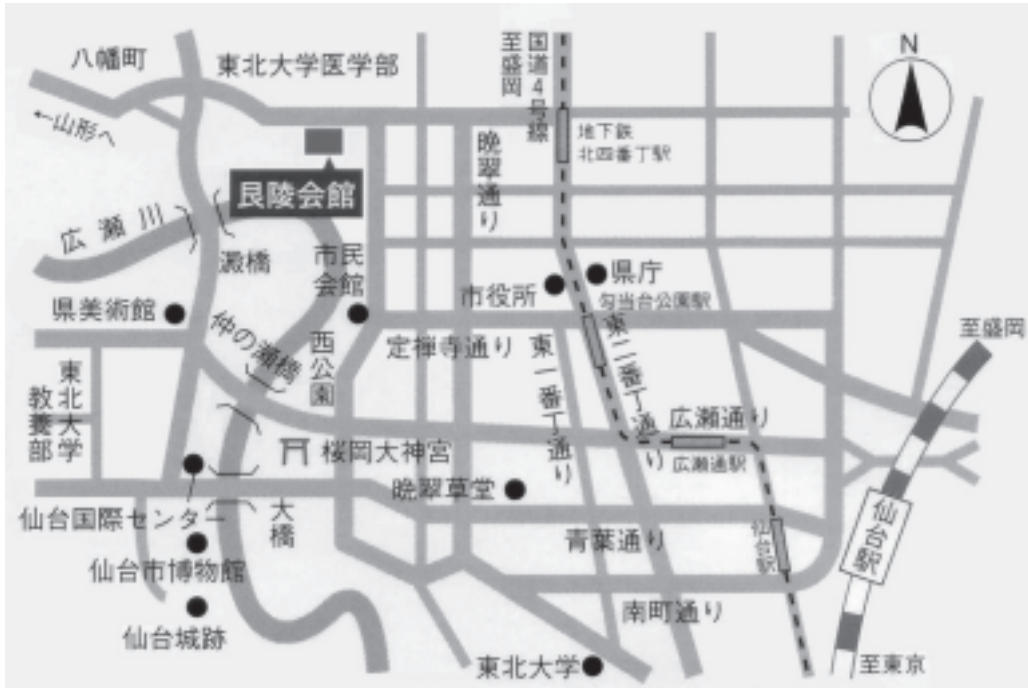 八幡町
東北大学医学部
←山形へ
国道4号線
至盛岡
N
地下鉄
北四番丁駅
晩翠通り
艮陵会館
広瀬川
澱橋
市民
会館
県美術館
仲の瀬橋
西公園
市役所
県庁
勾当台公園駅
定禅寺通り
東一番丁通り
東二番丁通り
至盛岡
東北大学
教養部
広瀬通り
広瀬通駅
桜岡大神宮
晩翠草堂
仙台国際センター
大橋
仙台市博物館
仙台城跡
青葉通り
仙台駅
仙台駅
南町通り
東北大学
至東京